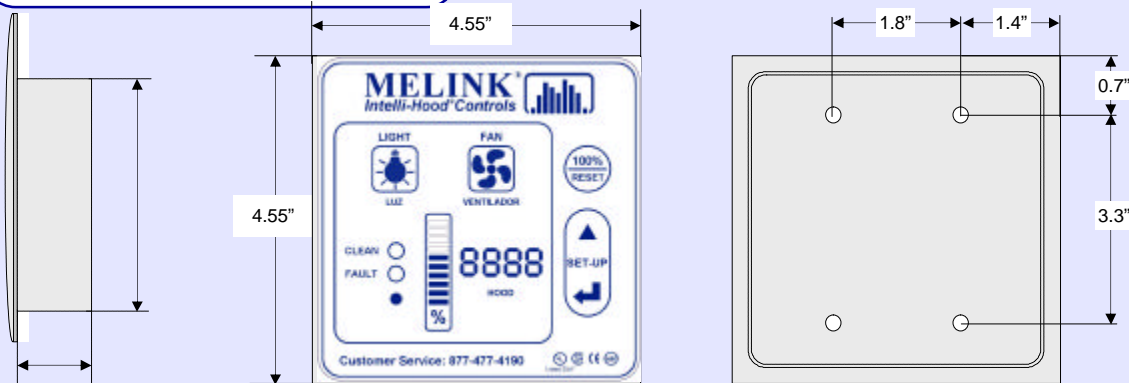 4.55”
1.8”
1.4”
MELINK®
Intelli-Hood®Controls
0.7”
LIGHT
FAN
100%
RESET
LUZ
VENTILADOR
4.55”
3.3”
CLEAN
FAULT
8888
SET-UP
HOOD
%
Customer Service: 877-477-4190